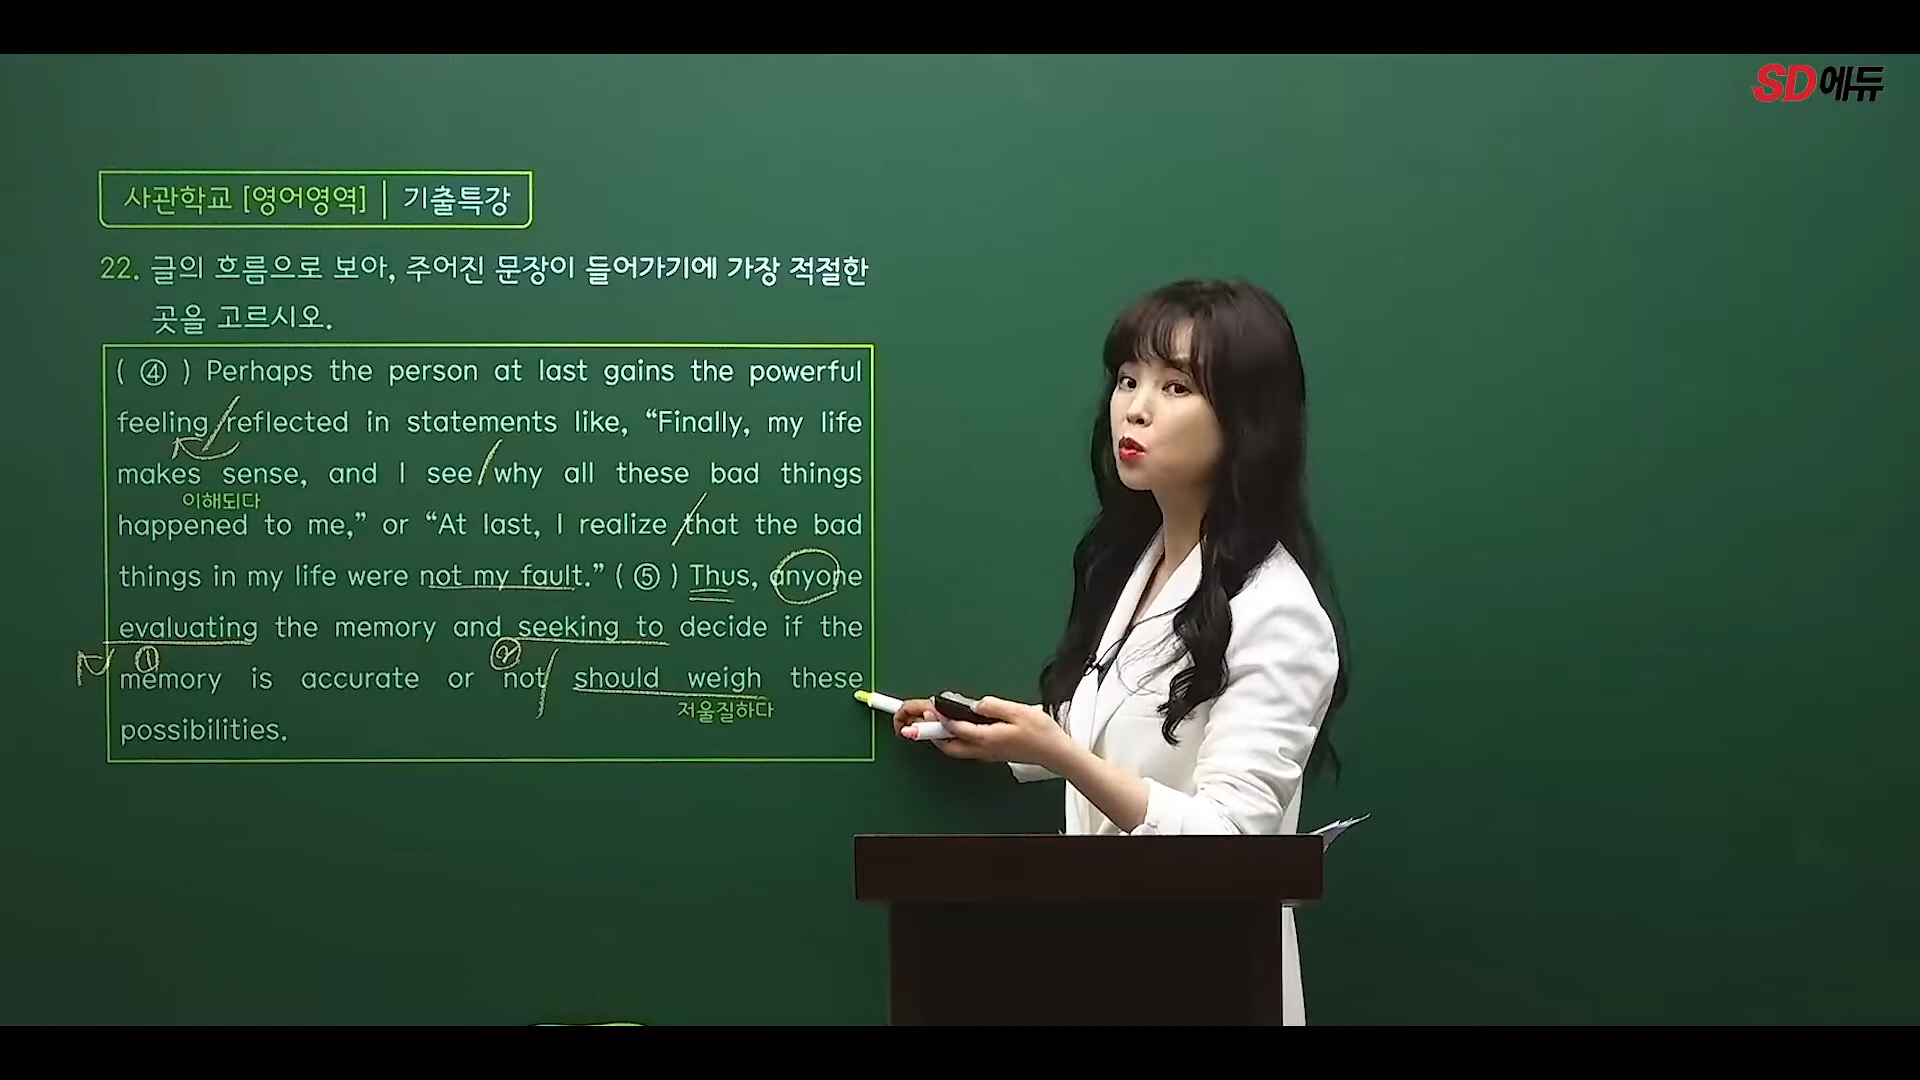 SD에듀
사관학교 [영어영역] | 기출특강
22. 글의 흐름으로 보아, 주어진 문장이 들어가기에 가장 적절한
곳을 고르시오.
( ④ ) Perhaps the person at last gains the powerful
feeling reflected in statements like, “Finally, my life
makes sense, and I see why all these bad things
이해되다
happened to me,” or “At last, I realize that the bad
things in my life were not my fault.” ( ⑤ ) Thus, anyone
evaluating the memory and seeking to decide if the
N ① ②
memory is accurate or not should weigh these
저울질하다
possibilities.